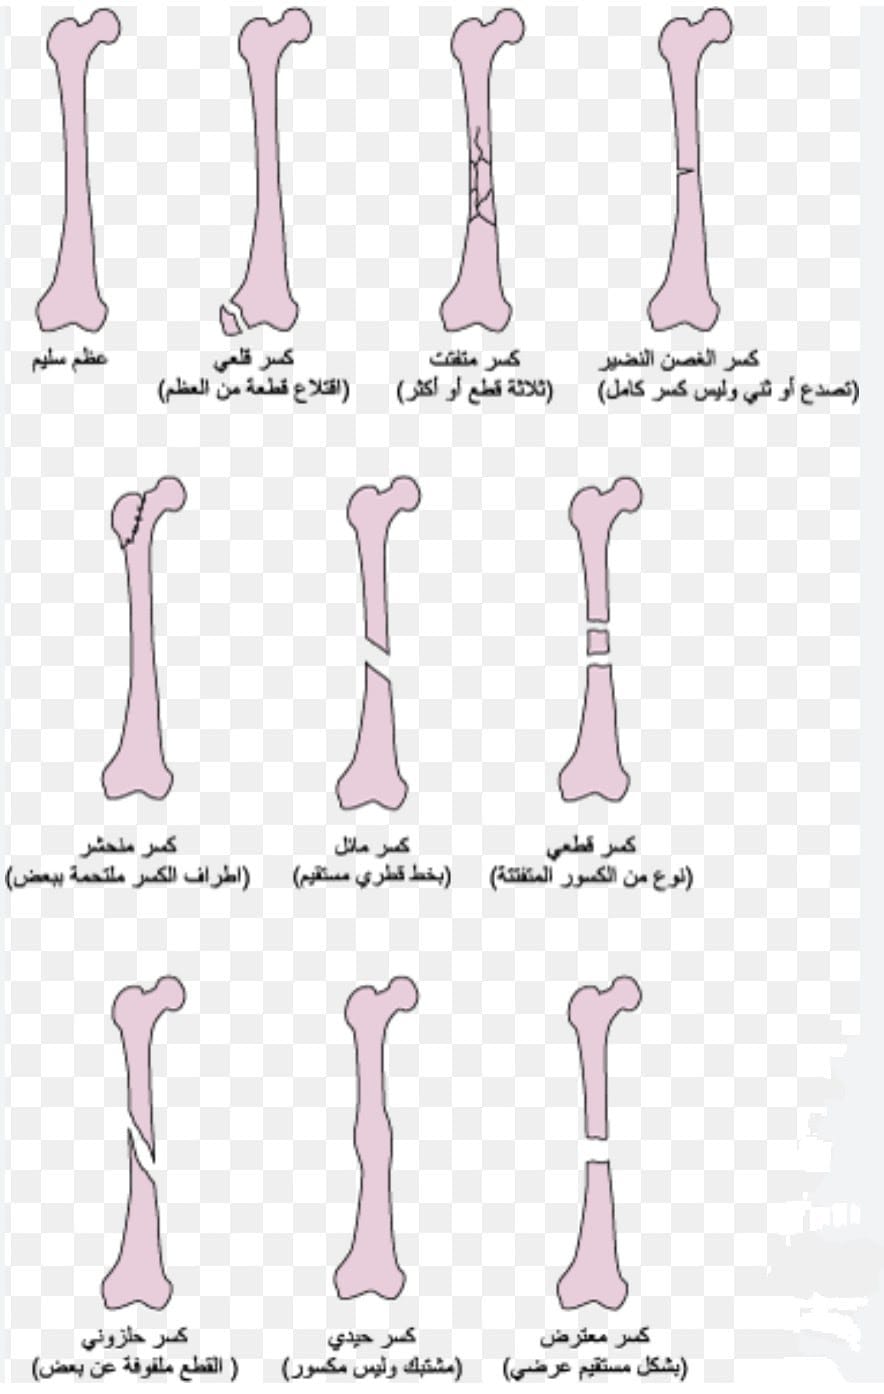 عظم سليم
كسر قلعي
(اقتلاع قطعة من العظم)
كسر متفتت
(ثلاثة قطع أو أكثر)
كسر الغصن النضير
(تصدع أو ثني وليس كسر كامل)
كسر منحشر
(اطراف الكسر ملتحمة ببعض)
كسر مائل
(بخط قطري مستقيم)
كسر قطعي
(نوع من الكسور المتفتتة)
كسر حلزوني
( القطع ملفوفة عن بعض)
كسر حيدي
(مشتبك وليس مكسور)
كسر معترض
(بشكل مستقيم عرضي)